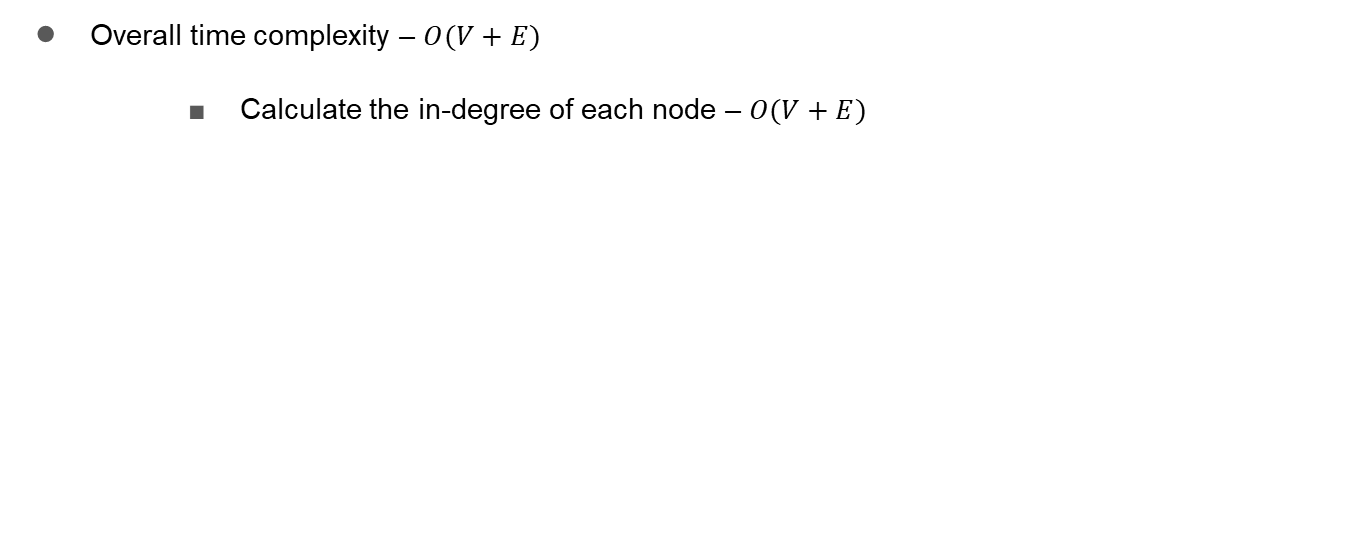 ● Overall time complexity – O(V + E)
■ Calculate the in-degree of each node – O(V + E)